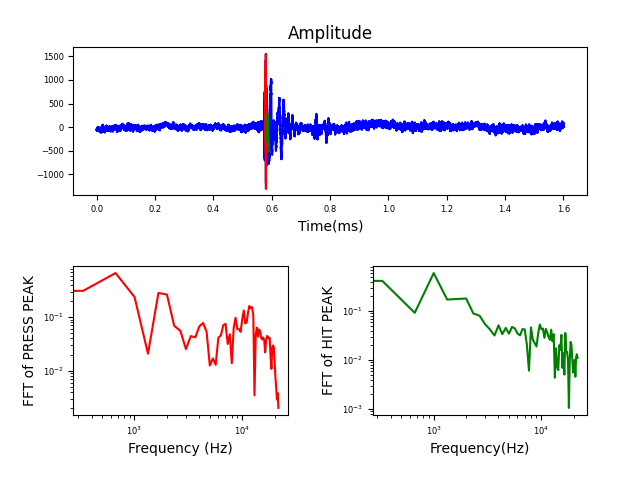 Amplitude
1500
1000
500
0
−500
−1000
0.0 0.2 0.4 0.6 0.8 1.0 1.2 1.4 1.6
Time(ms)
FFT of PRESS PEAK
10⁻¹
10⁻²
10³ 10⁴
Frequency (Hz)
FFT of HIT PEAK
10⁻¹
10⁻²
10⁻³
10³ 10⁴
Frequency(Hz)